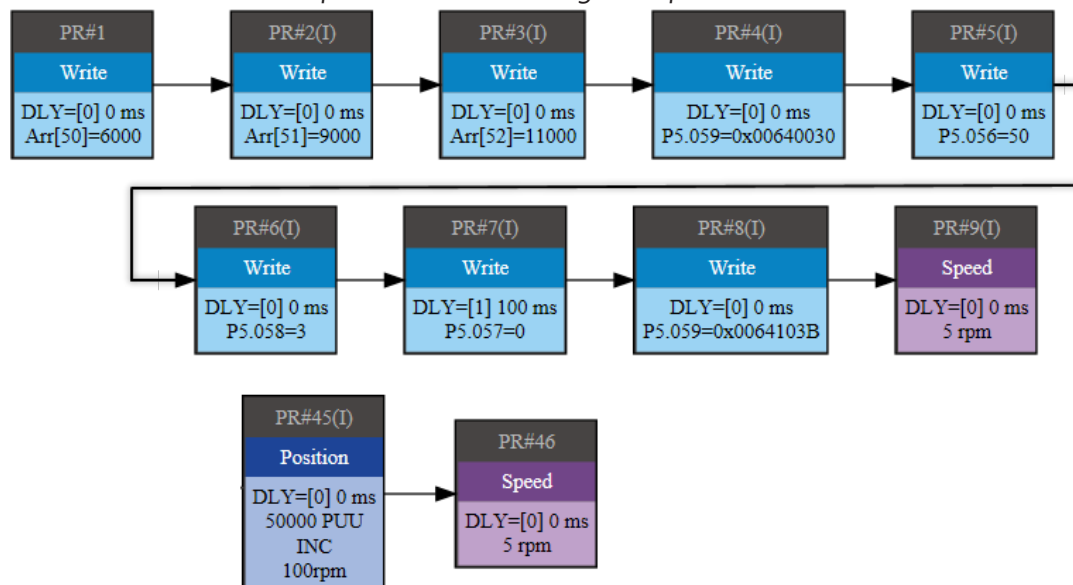 PR#1
Write
DLY=[0] 0 ms
Arr[50]=6000
PR#2(I)
Write
DLY=[0] 0 ms
Arr[51]=9000
PR#3(I)
Write
DLY=[0] 0 ms
Arr[52]=11000
PR#4(I)
Write
DLY=[0] 0 ms
P5.059=0x00640030
PR#5(I)
Write
DLY=[0] 0 ms
P5.056=50
PR#6(I)
Write
DLY=[0] 0 ms
P5.058=3
PR#7(I)
Write
DLY=[1] 100 ms
P5.057=0
PR#8(I)
Write
DLY=[0] 0 ms
P5.059=0x0064103B
PR#9(I)
Speed
DLY=[0] 0 ms
5 rpm
PR#45(I)
Position
DLY=[0] 0 ms
50000 PUU
INC
100rpm
PR#46
Speed
DLY=[0] 0 ms
5 rpm